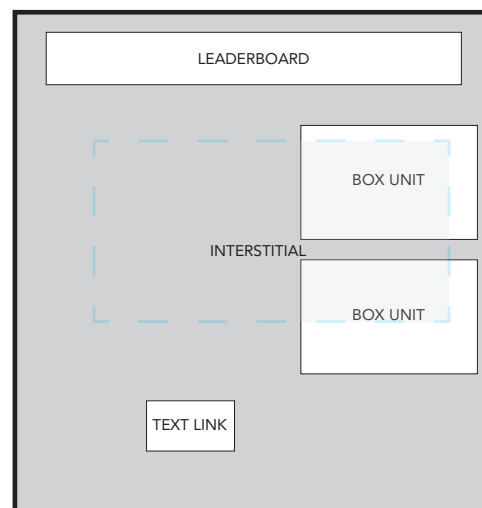 LEADERBOARD
BOX UNIT
INTERSTITIAL
BOX UNIT
TEXT LINK